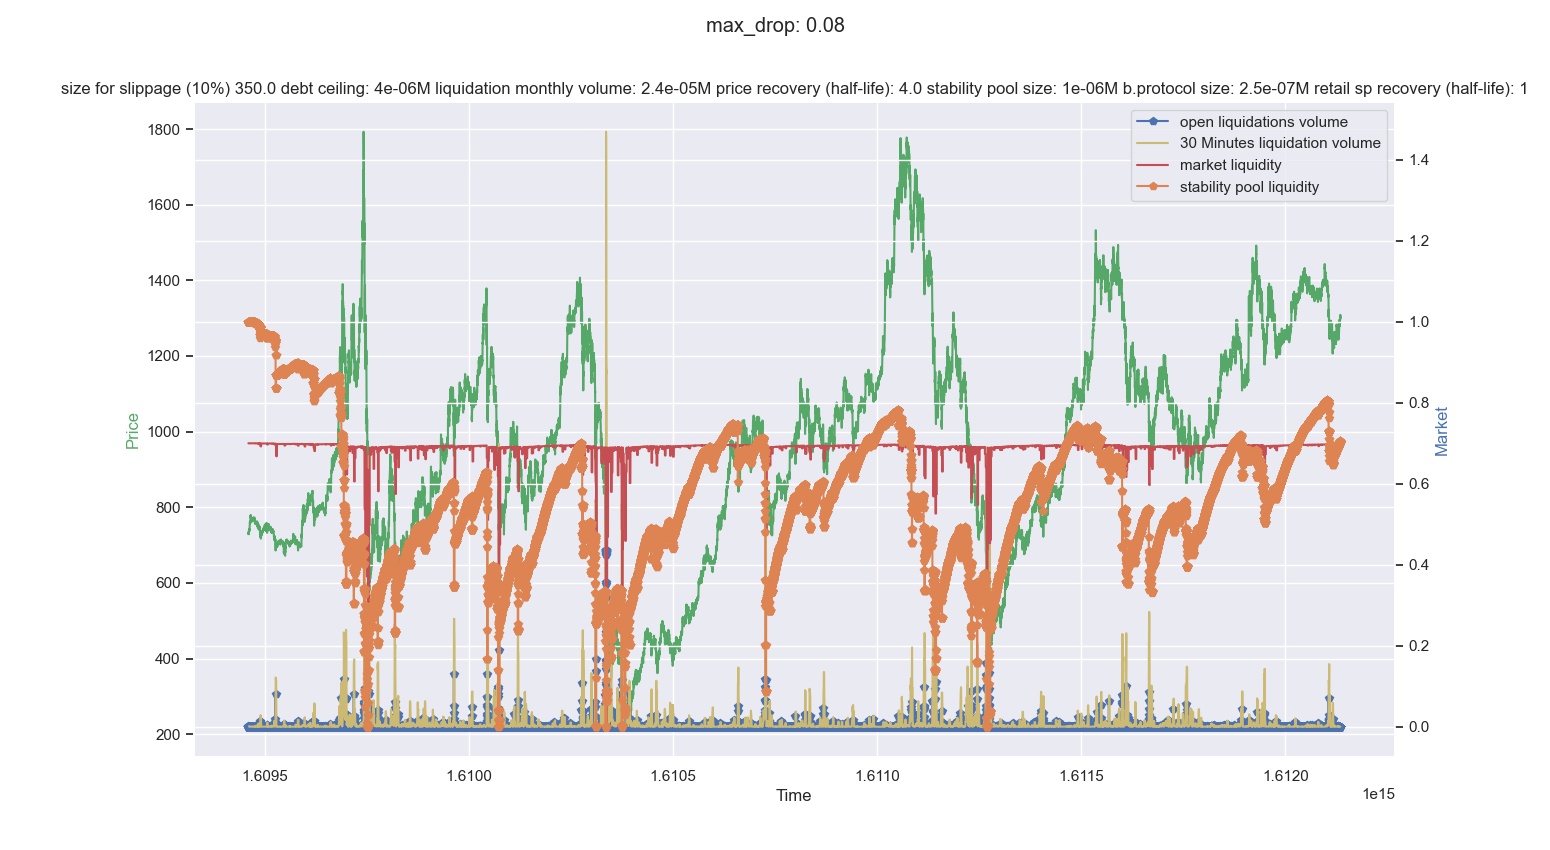 max_drop: 0.08
size for slippage (10%) 350.0 debt ceiling: 4e-06M liquidation monthly volume: 2.4e-05M price recovery (half-life): 4.0 stability pool size: 1e-06M b.protocol size: 2.5e-07M retail sp recovery (half-life): 1
open liquidations volume
30 Minutes liquidation volume
market liquidity
stability pool liquidity
1800
1600
1400
1200
1000
800
600
400
200
Price
1.4
1.2
1.0
0.8
0.6
0.4
0.2
0.0
Market
1.6095
1.6100
1.6105
1.6110
1.6115
1.6120
1e15
Time